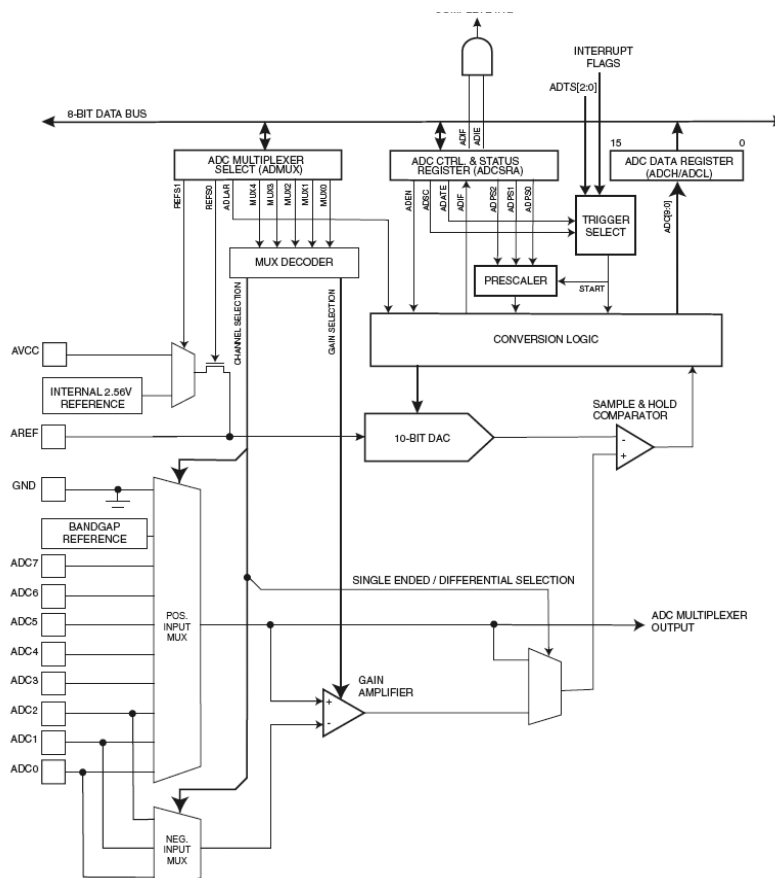 INTERRUPT
FLAGS
ADTS[2:0]
8-BIT DATA BUS
ADIF
ADIE
15
0
ADC MULTIPLEXER
SELECT (ADMUX)
ADC CTRL. & STATUS
REGISTER (ADCSRA)
ADC DATA REGISTER
(ADCH/ADCL)
REFS1
REFS0
ADLAR
MUX4
MUX3
MUX2
MUX1
MUX0
ADEN
ADSC
ADATE
ADIF
ADPS2
ADPS1
ADPS0
ADC[9:0]
TRIGGER
SELECT
MUX DECODER
PRESCALER
START
CHANNEL SELECTION
GAIN SELECTION
CONVERSION LOGIC
AVCC
INTERNAL 2.56V
REFERENCE
SAMPLE & HOLD
COMPARATOR
AREF
10-BIT DAC
-
+
GND
BANDGAP
REFERENCE
ADC7
SINGLE ENDED / DIFFERENTIAL SELECTION
ADC6
ADC5
POS.
INPUT
MUX
ADC MULTIPLEXER
OUTPUT
ADC4
ADC3
GAIN
AMPLIFIER
+
-
ADC2
ADC1
ADC0
NEG.
INPUT
MUX